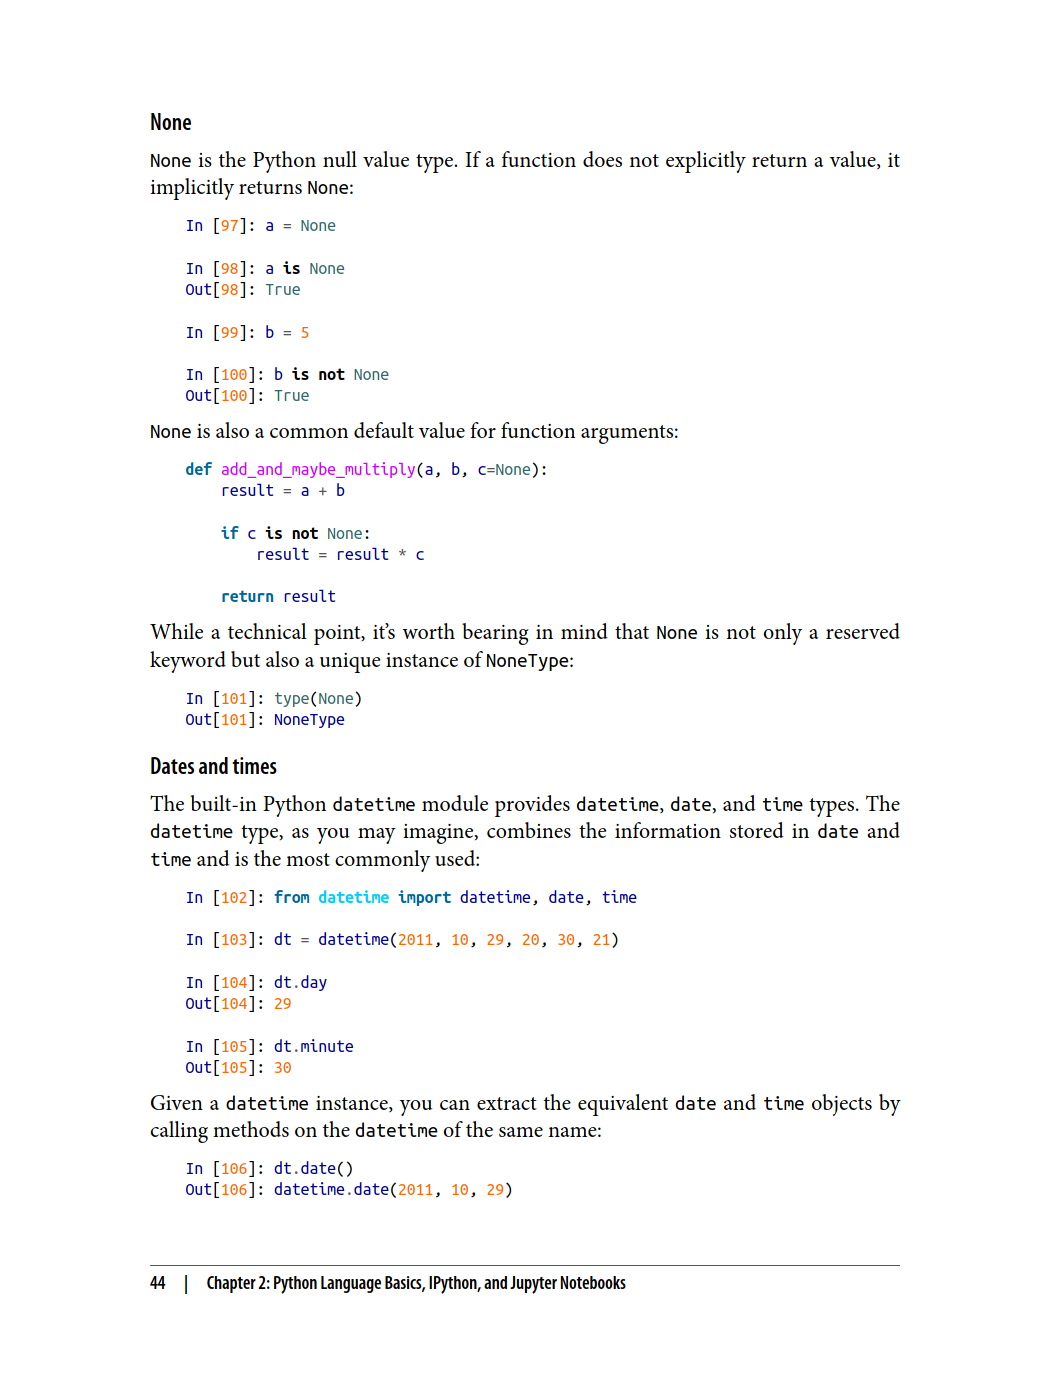 None
None is the Python null value type. If a function does not explicitly return a value, it
implicitly returns None:
In [97]: a = None
In [98]: a is None
Out[98]: True
In [99]: b = 5
In [100]: b is not None
Out[100]: True
None is also a common default value for function arguments:
def add_and_maybe_multiply(a, b, c=None):
    result = a + b
    if c is not None:
        result = result * c
    return result
While a technical point, it’s worth bearing in mind that None is not only a reserved
keyword but also a unique instance of NoneType:
In [101]: type(None)
Out[101]: NoneType
Dates and times
The built-in Python datetime module provides datetime, date, and time types. The
datetime type, as you may imagine, combines the information stored in date and
time and is the most commonly used:
In [102]: from datetime import datetime, date, time
In [103]: dt = datetime(2011, 10, 29, 20, 30, 21)
In [104]: dt.day
Out[104]: 29
In [105]: dt.minute
Out[105]: 30
Given a datetime instance, you can extract the equivalent date and time objects by
calling methods on the datetime of the same name:
In [106]: dt.date()
Out[106]: datetime.date(2011, 10, 29)
44 | Chapter 2: Python Language Basics, IPython, and Jupyter Notebooks